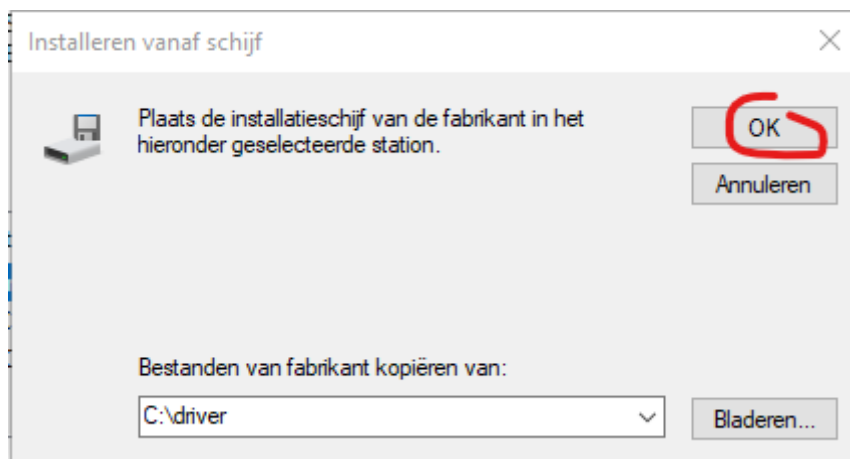 Installeren vanaf schijf
Plaats de installatieschijf van de fabrikant in het
hieronder geselecteerde station.
OK
Annuleren
Bestanden van fabrikant kopiëren van:
C:\driver
Bladeren...